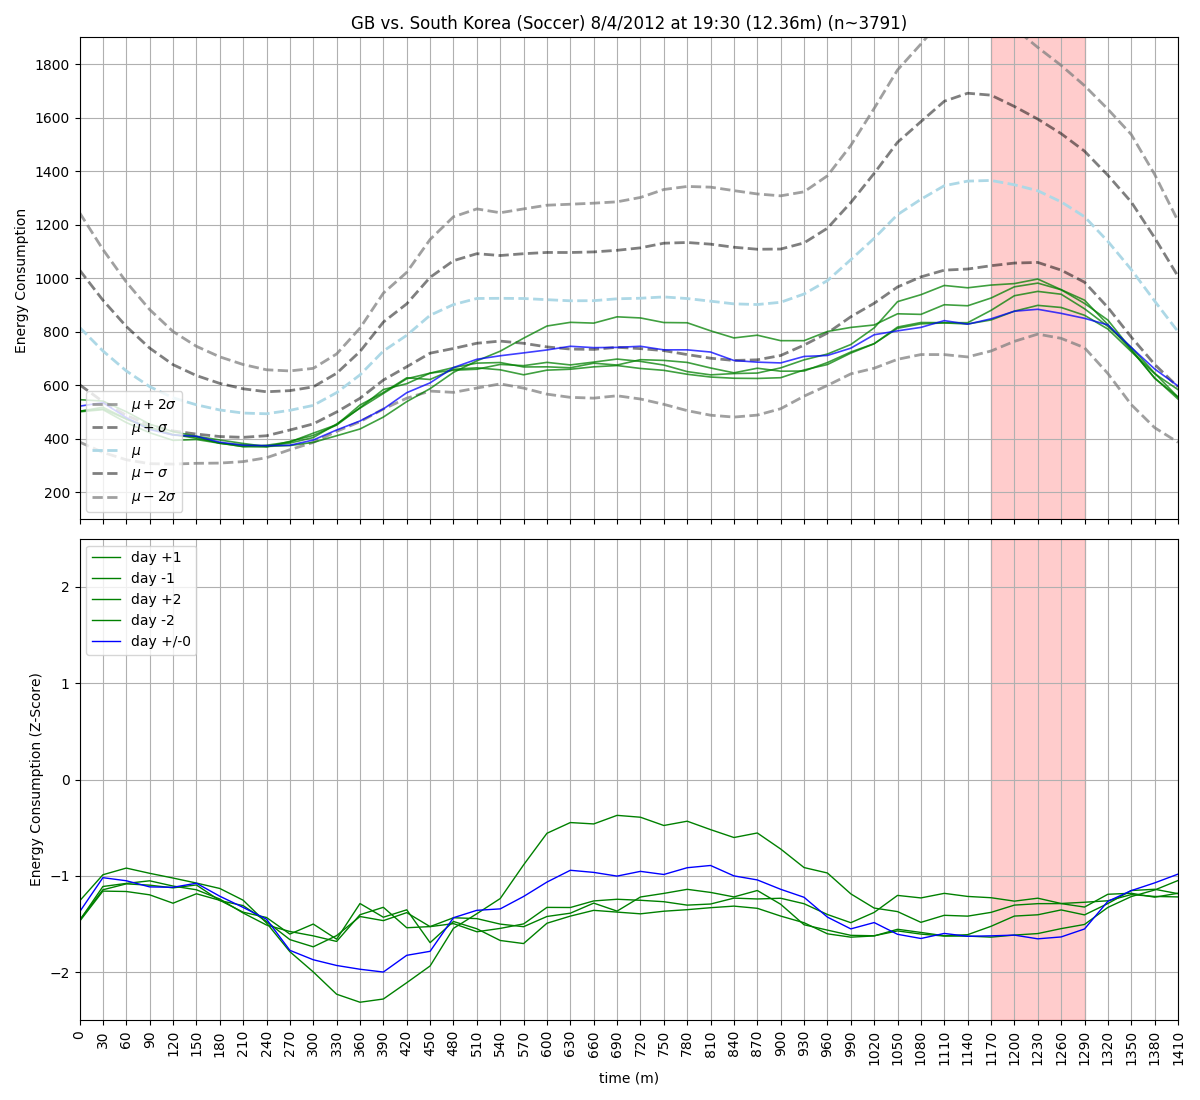 GB vs. South Korea (Soccer) 8/4/2012 at 19:30 (12.36m) (n~3791)
Energy Consumption
1800
1600
1400
1200
1000
800
600
400
200
μ + 2σ
μ + σ
μ
μ − σ
μ − 2σ
Energy Consumption (Z-Score)
2
1
0
−1
−2
day +1
day -1
day +2
day -2
day +/-0
0 30 60 90 120 150 180 210 240 270 300 330 360 390 420 450 480 510 540 570 600 630 660 690 720 750 780 810 840 870 900 930 960 990 1020 1050 1080 1110 1140 1170 1200 1230 1260 1290 1320 1350 1380 1410
time (m)